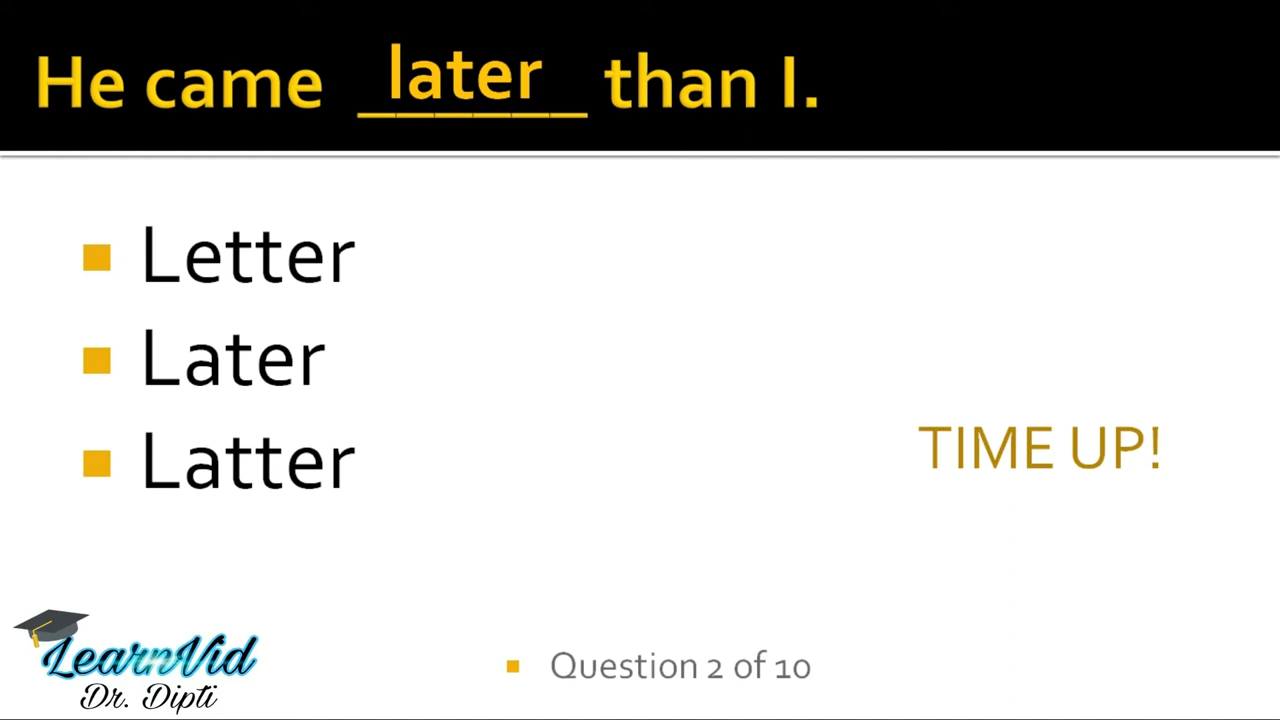 He came later than I.
Letter
Later
Latter
TIME UP!
LearnVid
Dr. Dipti
Question 2 of 10